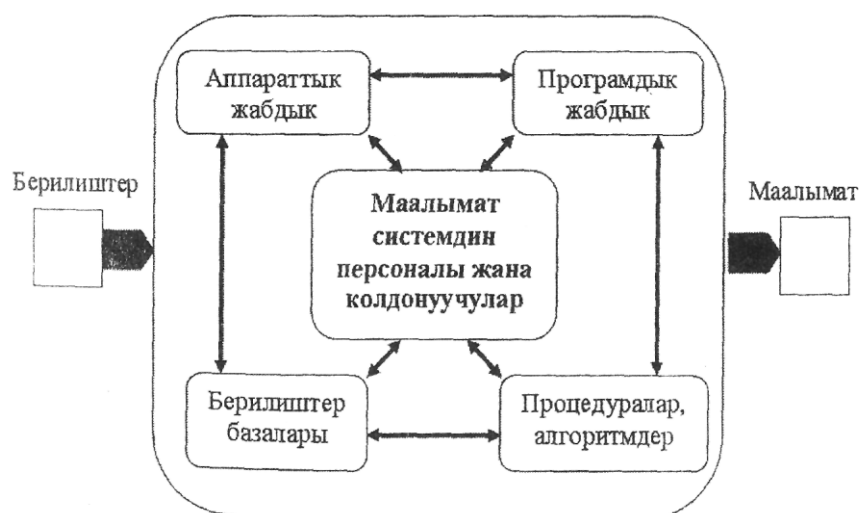 Аппараттык
жабдык
Програмдык
жабдык
Берилиштер
Маалымат
системдин
персоналы жана
колдонуучулар
Маалымат
Берилиштер
базалары
Процедуралар,
алгоритмдер